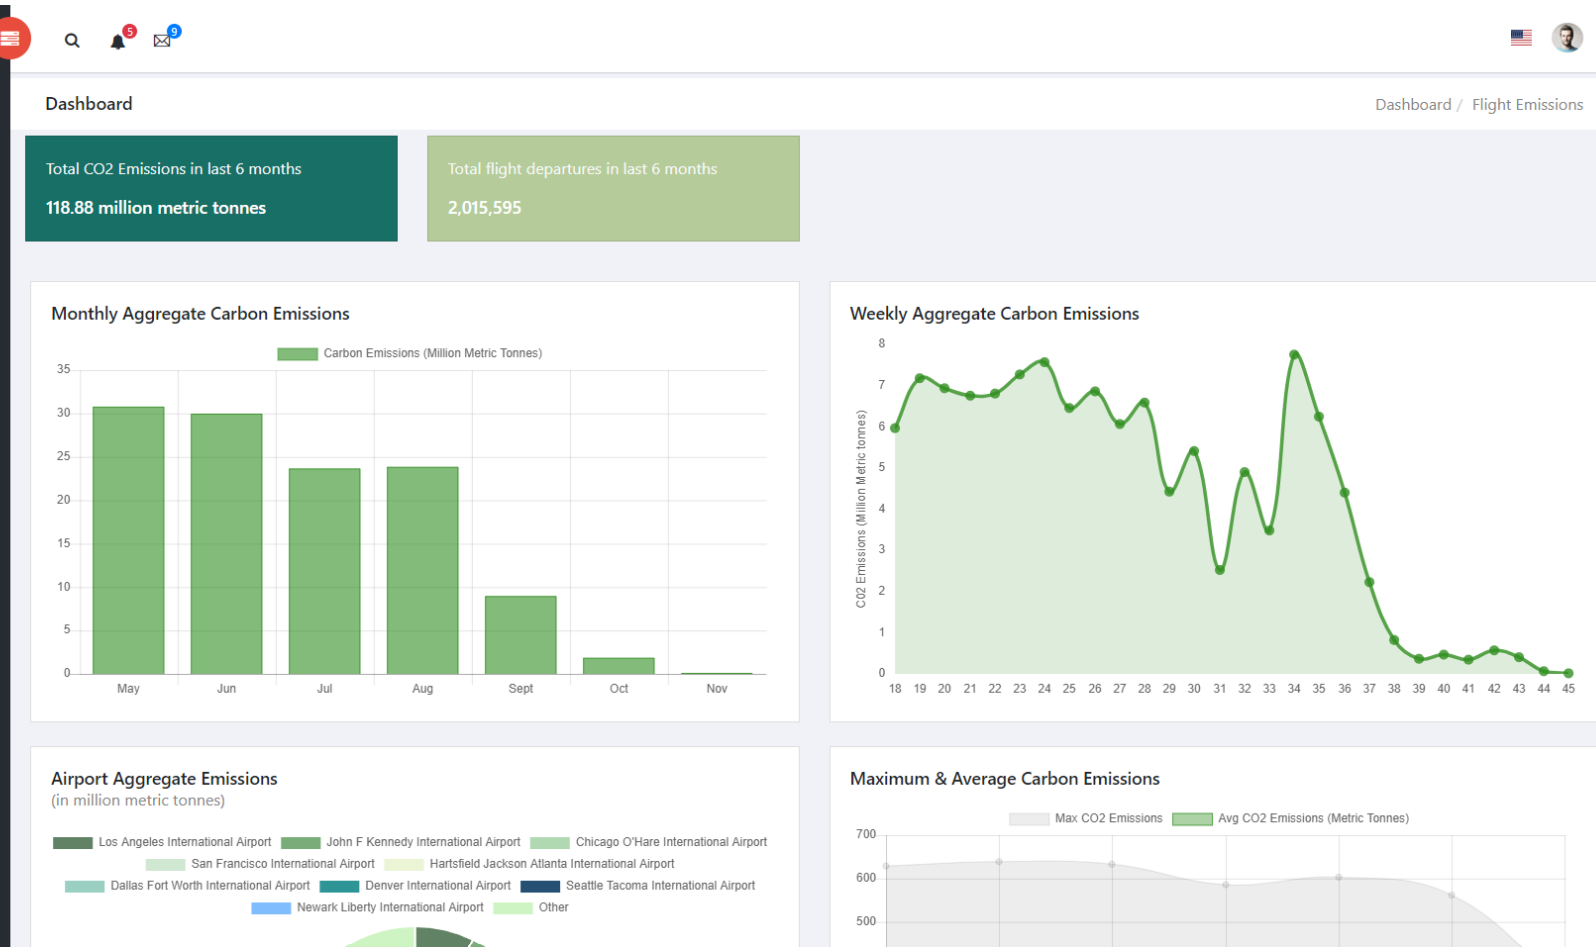 5 9
Dashboard
Dashboard / Flight Emissions
Total CO2 Emissions in last 6 months
118.88 million metric tonnes
Total flight departures in last 6 months
2,015,595
Monthly Aggregate Carbon Emissions
Carbon Emissions (Million Metric Tonnes)
35
30
25
20
15
10
5
0
May Jun Jul Aug Sept Oct Nov
Weekly Aggregate Carbon Emissions
C02 Emissions (Million Metric tonnes)
8
7
6
5
4
3
2
1
0
18 19 20 21 22 23 24 25 26 27 28 29 30 31 32 33 34 35 36 37 38 39 40 41 42 43 44 45
Airport Aggregate Emissions
(in million metric tonnes)
Los Angeles International Airport John F Kennedy International Airport Chicago O'Hare International Airport
San Francisco International Airport Hartsfield Jackson Atlanta International Airport
Dallas Fort Worth International Airport Denver International Airport Seattle Tacoma International Airport
Newark Liberty International Airport Other
Maximum & Average Carbon Emissions
Max CO2 Emissions Avg CO2 Emissions (Metric Tonnes)
700
600
500